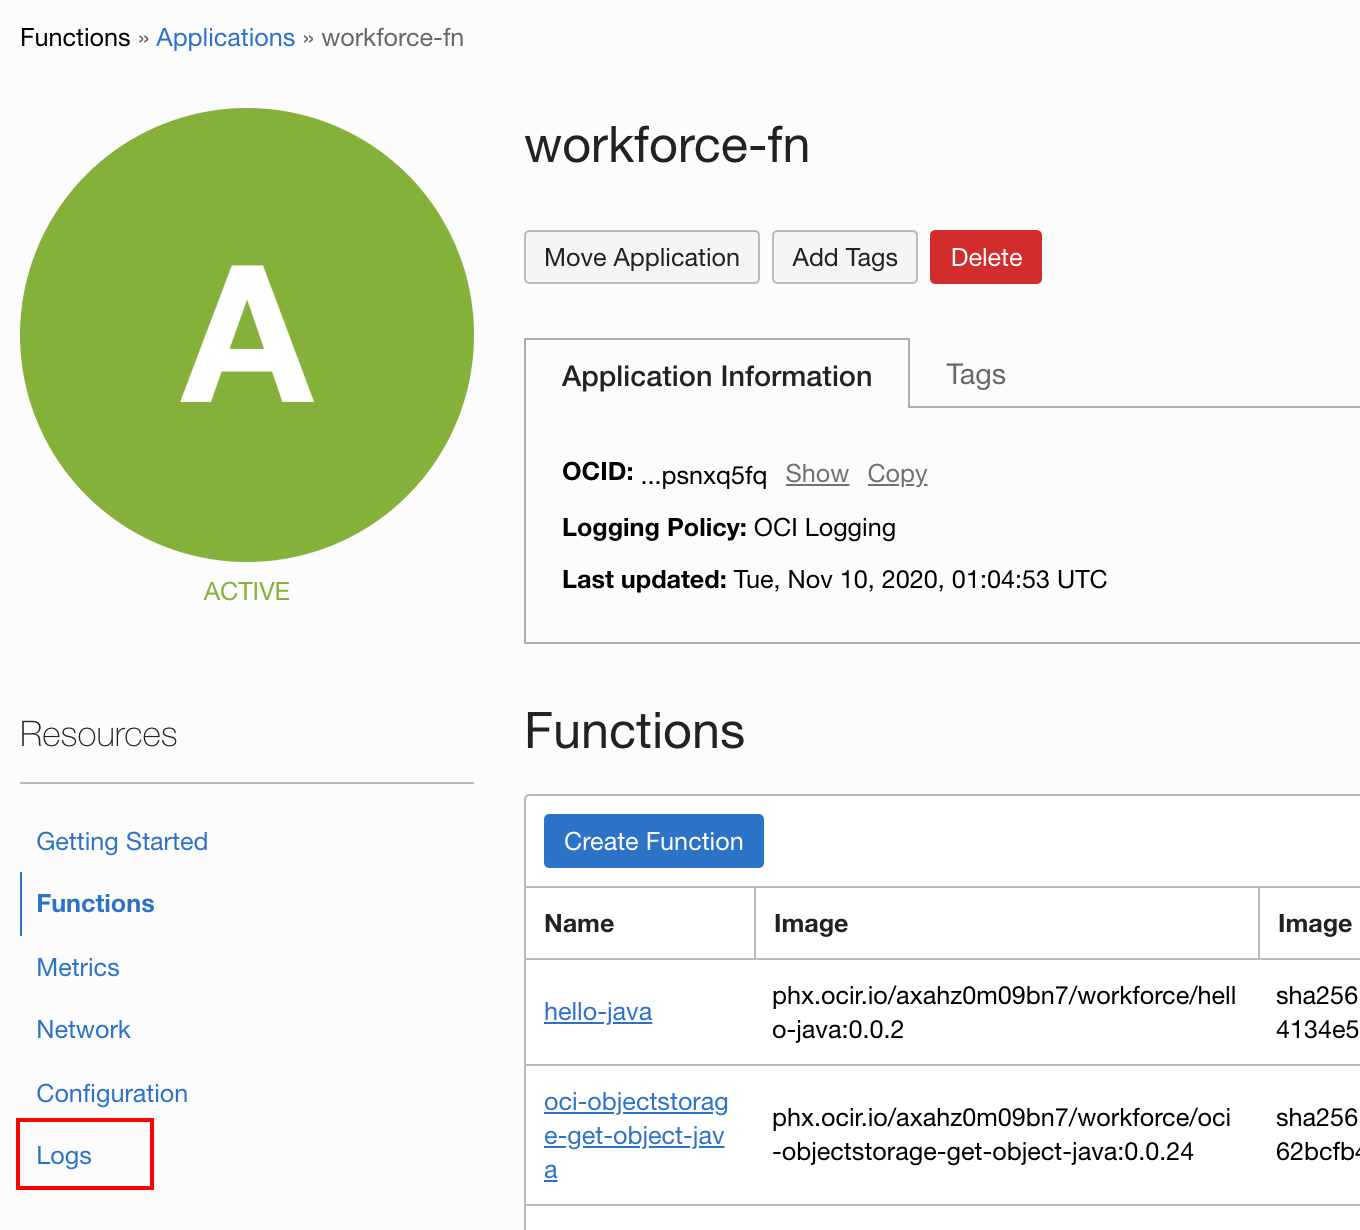 Functions » Applications » workforce-fn
A
ACTIVE
workforce-fn
Move Application Add Tags Delete
Application Information Tags
OCID: ...psnxq5fq Show Copy
Logging Policy: OCI Logging
Last updated: Tue, Nov 10, 2020, 01:04:53 UTC
Resources
Getting Started
Functions
Metrics
Network
Configuration
Logs
Functions
Create Function
Name Image Image
hello-java
phx.ocir.io/axahz0m09bn7/workforce/hell
o-java:0.0.2
sha256
4134e5
oci-objectstorag
e-get-object-jav
a
phx.ocir.io/axahz0m09bn7/workforce/oci
-objectstorage-get-object-java:0.0.24
sha256
62bcfb4